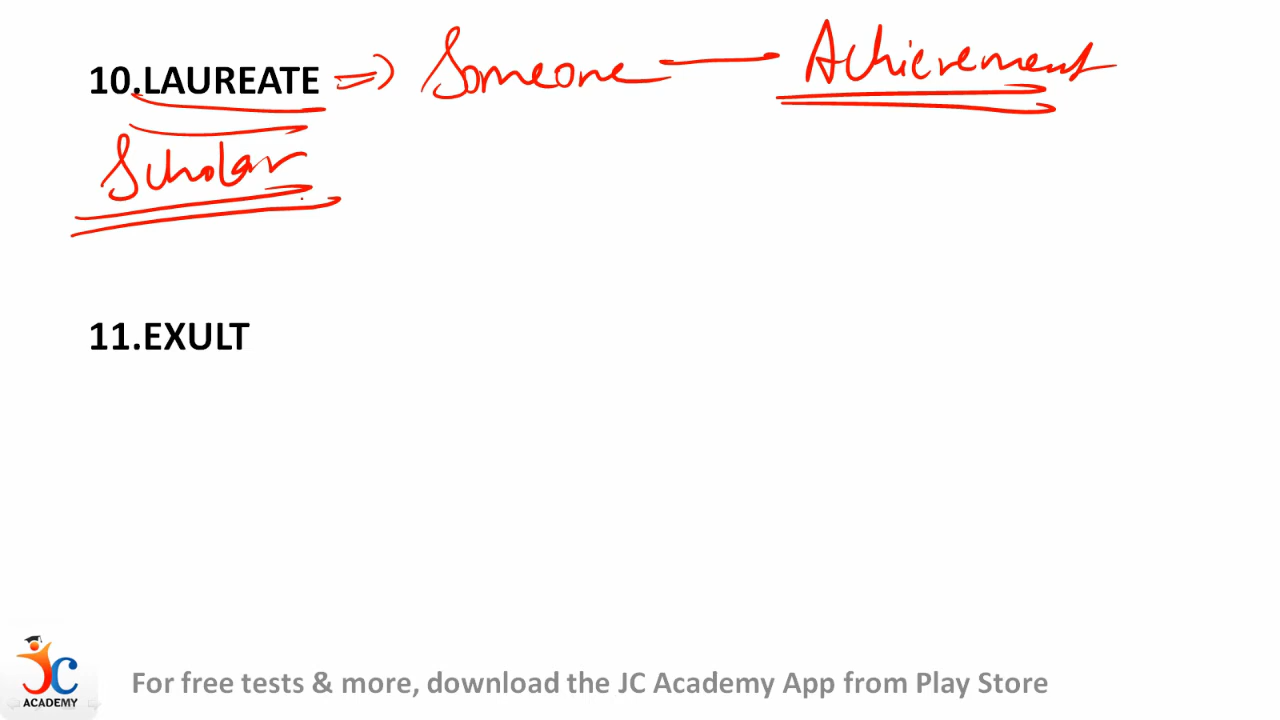 10.LAUREATE => Someone — Achievement
Scholar
11.EXULT
JC
ACADEMY
For free tests & more, download the JC Academy App from Play Store